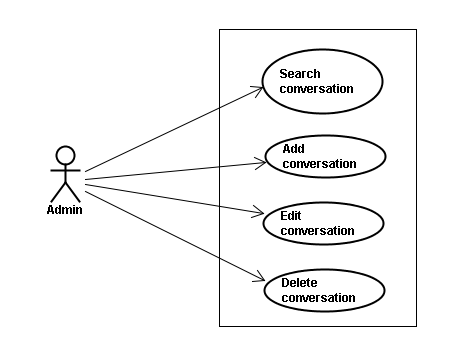 Search
conversation
Add
conversation
Admin
Edit
conversation
Delete
conversation